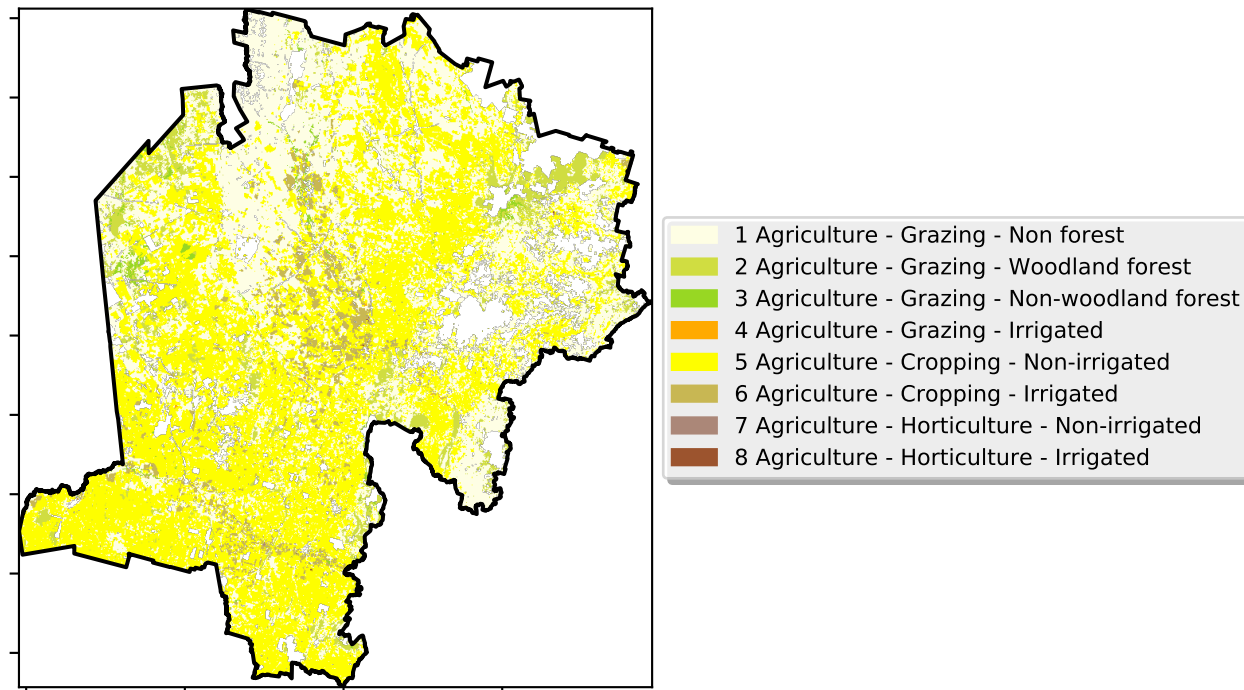 1 Agriculture - Grazing - Non forest
2 Agriculture - Grazing - Woodland forest
3 Agriculture - Grazing - Non-woodland forest
4 Agriculture - Grazing - Irrigated
5 Agriculture - Cropping - Non-irrigated
6 Agriculture - Cropping - Irrigated
7 Agriculture - Horticulture - Non-irrigated
8 Agriculture - Horticulture - Irrigated